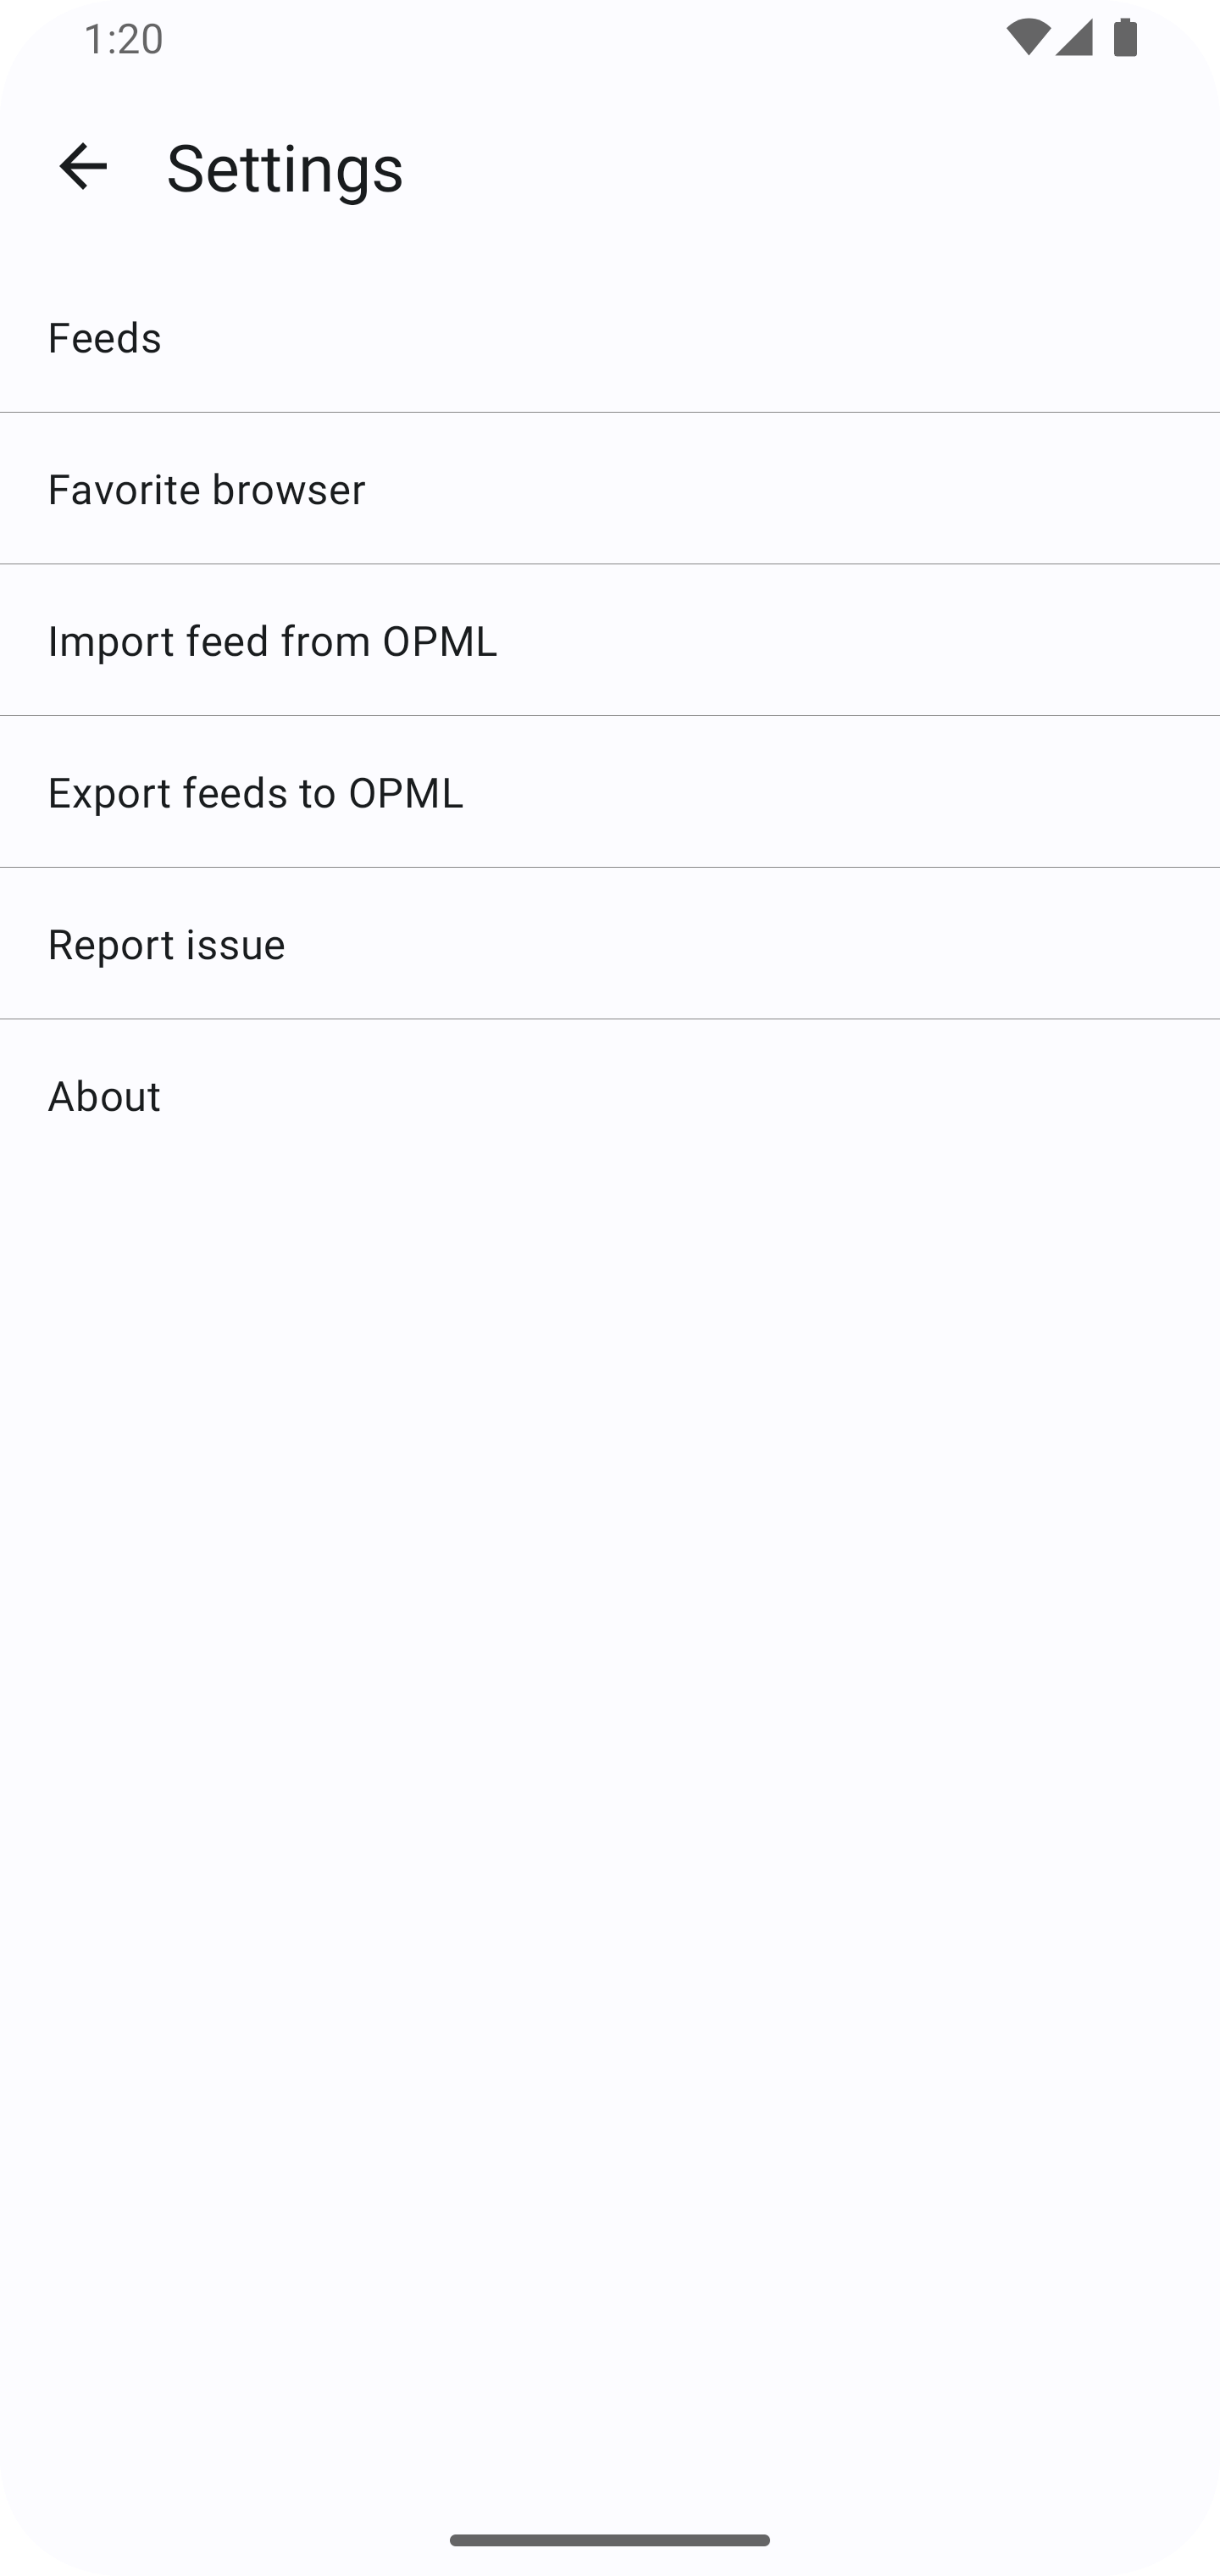 1:20
Settings
Feeds
Favorite browser
Import feed from OPML
Export feeds to OPML
Report issue
About